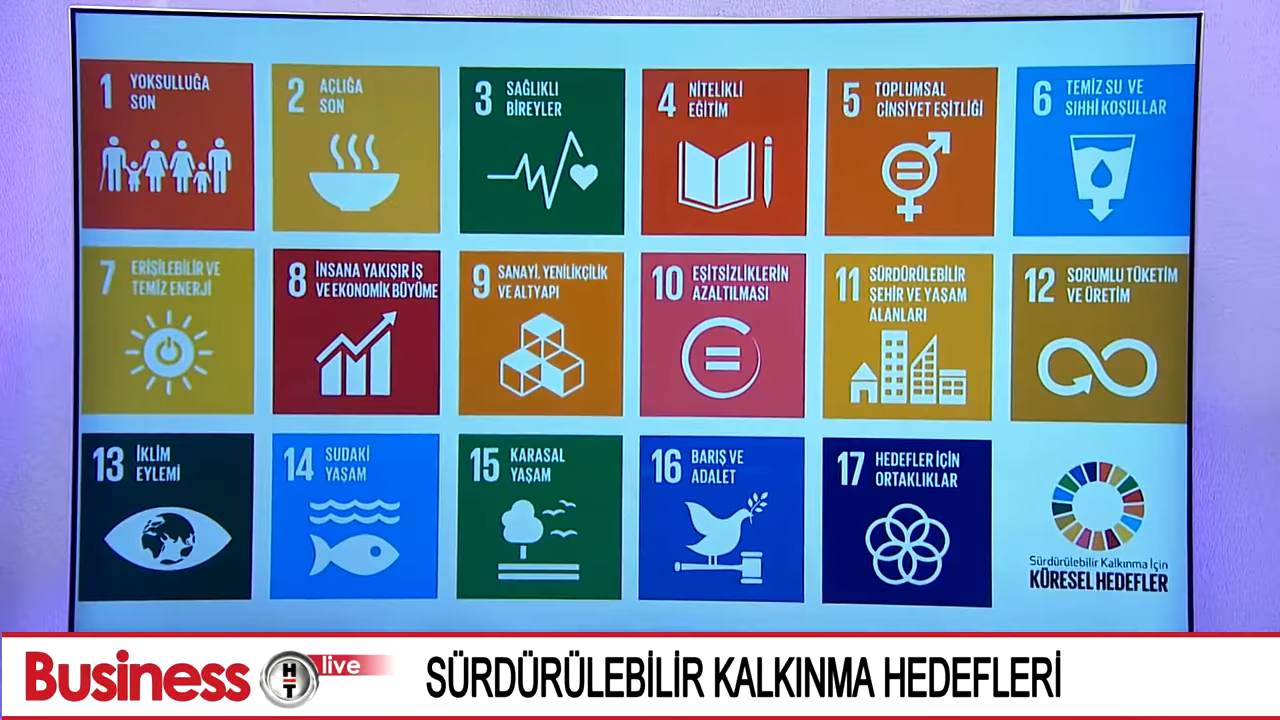 1 YOKSULLUĞA
SON
2 AÇLIĞA
SON
3 SAĞLIKLI
BİREYLER
4 NİTELİKLİ
EĞİTİM
5 TOPLUMSAL
CİNSİYET EŞİTLİĞİ
6 TEMİZ SU VE
SIHHİ KOŞULLAR
7 ERİŞİLEBİLİR VE
TEMİZ ENERJİ
8 İNSANA YAKIŞIR İŞ
VE EKONOMİK BÜYÜME
9 SANAYİ, YENİLİKÇİLİK
VE ALTYAPI
10 EŞİTSİZLİKLERİN
AZALTILMASI
11 SÜRDÜRÜLEBİLİR
ŞEHİR VE YAŞAM
ALANLARI
12 SORUMLU TÜKETİM
VE ÜRETİM
13 İKLİM
EYLEMİ
14 SUDAKİ
YAŞAM
15 KARASAL
YAŞAM
16 BARIŞ VE
ADALET
17 HEDEFLER İÇİN
ORTAKLIKLAR
Sürdürülebilir Kalkınma İçin
KÜRESEL HEDEFLER
Business HT live
SÜRDÜRÜLEBİLİR KALKINMA HEDEFLERİ